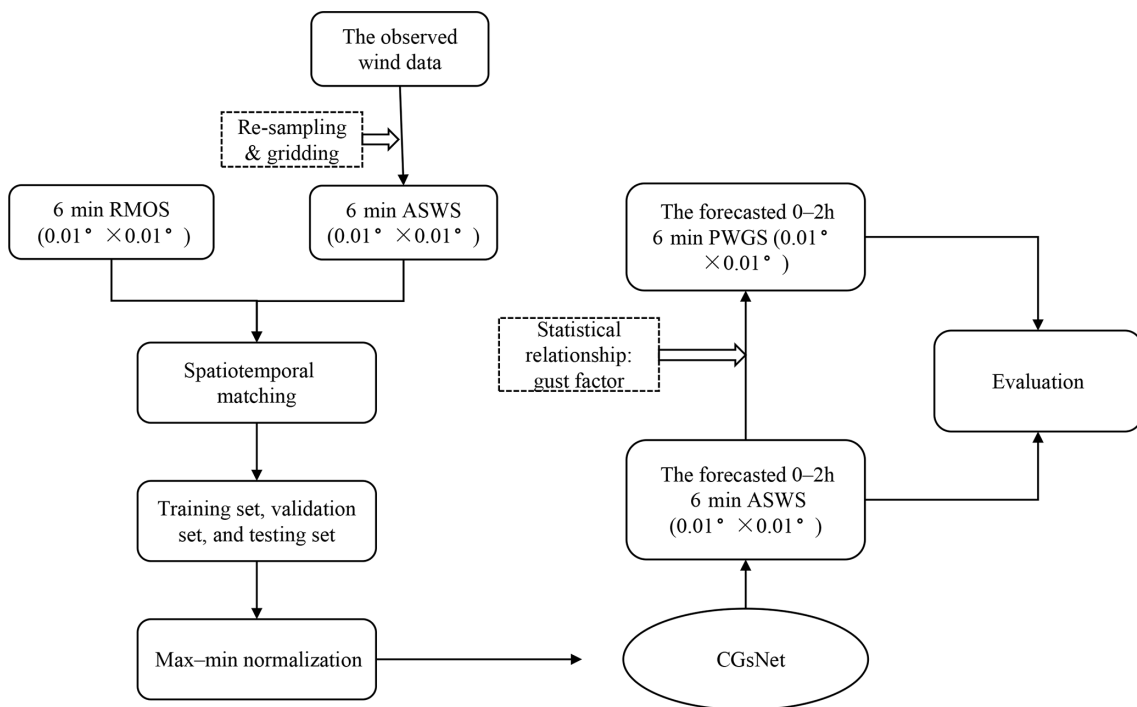 The observed
wind data
Re-sampling
& gridding
6 min RMOS
(0.01° ×0.01° )
6 min ASWS
(0.01° ×0.01° )
Spatiotemporal
matching
Training set, validation
set, and testing set
Max–min normalization
CGsNet
The forecasted 0–2h
6 min ASWS
(0.01° ×0.01° )
Statistical
relationship:
gust factor
The forecasted 0–2h
6 min PWGS (0.01°
×0.01° )
Evaluation